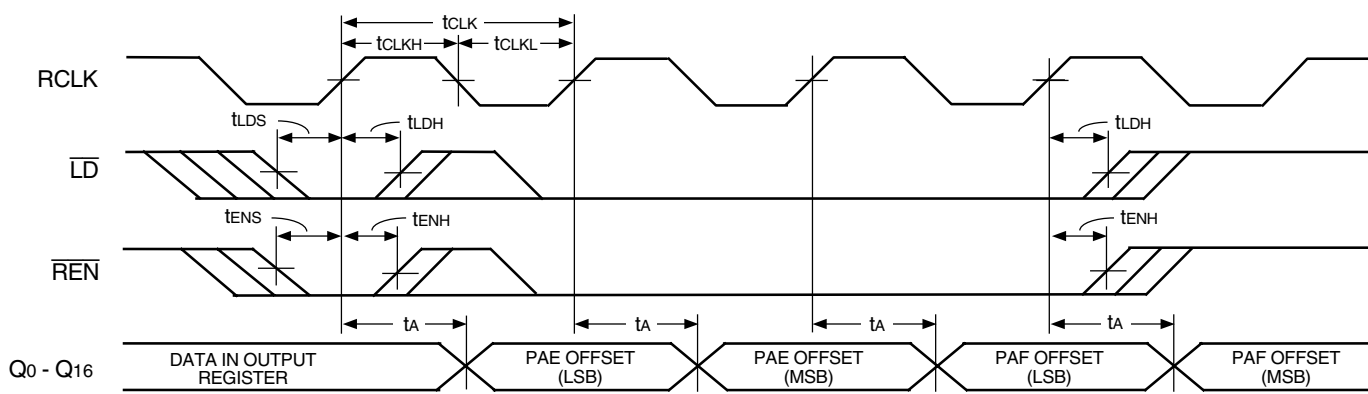 tCLK
tCLKH
tCLKL
RCLK
tLDS
tLDH
tLDH
LD
tENS
tENH
tENH
REN
tA
tA
tA
tA
Q0 - Q16
DATA IN OUTPUT
REGISTER
PAE OFFSET
(LSB)
PAE OFFSET
(MSB)
PAF OFFSET
(LSB)
PAF OFFSET
(MSB)